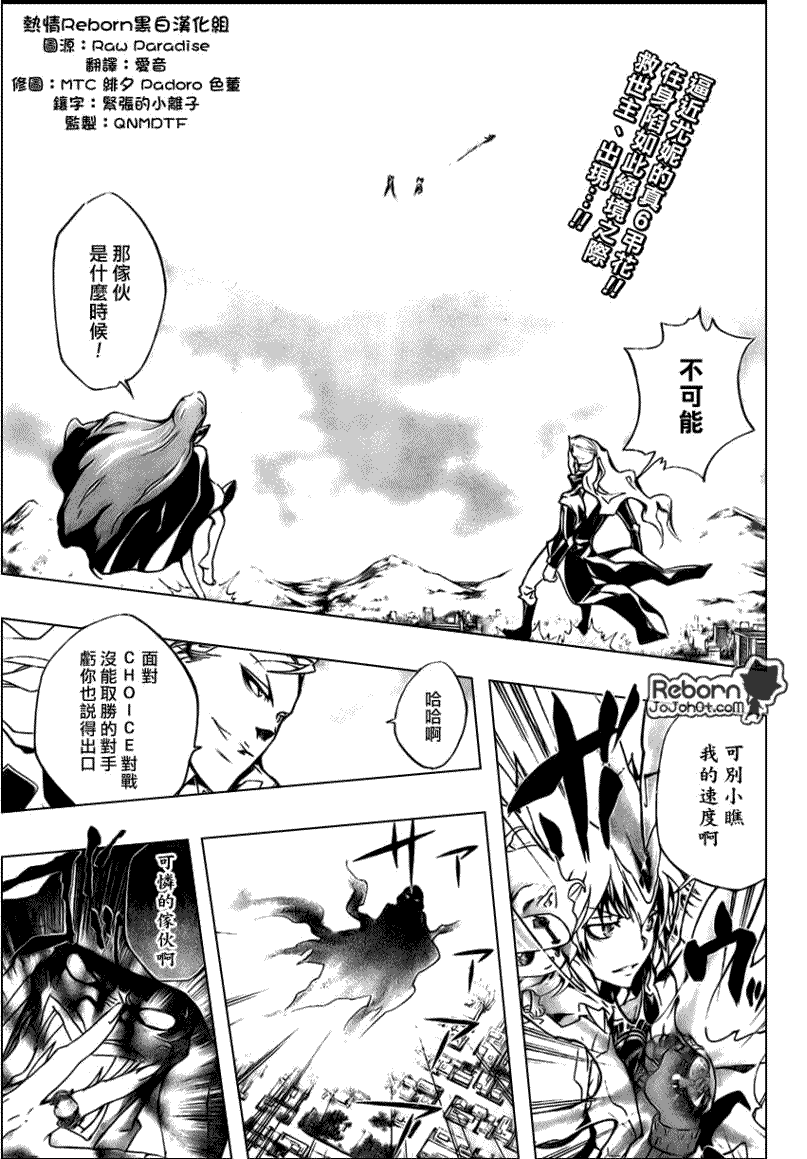 熱情Reborn黑白漢化組
圖源：Raw Paradise
翻譯：愛音
修圖：MTC 緋夕 Padoro 色董
鑲字：緊張的小離子
監製：QNMDTF
逼近尤妮的真6弔花!!
在身陷如此絕境之際
救世主、出現…!!
不可能
那傢伙
是什麼時候！
Reborn
JoJoHot.coM
可別小瞧
我的速度啊
哈哈啊
面對
CHOICE對戰
沒能取勝的對手
虧你也説得出口
可憐的傢伙啊